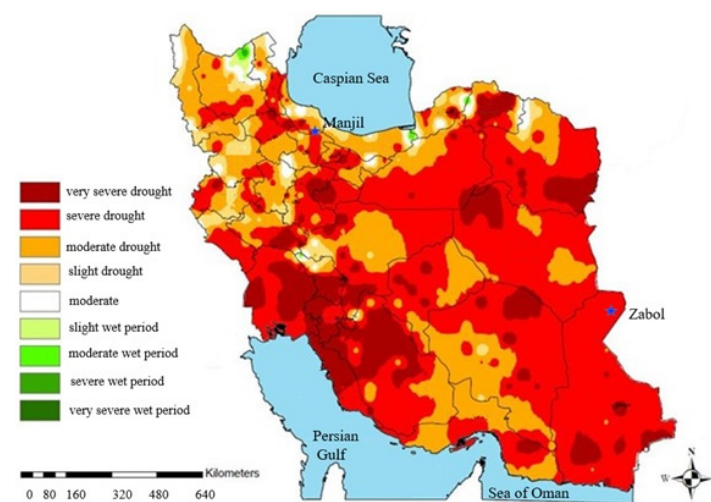 Caspian Sea
Manjil
very severe drought
severe drought
moderate drought
slight drought
moderate
slight wet period
moderate wet period
severe wet period
very severe wet period
Zabol
Persian
Gulf
Sea of Oman
Kilometers
0 80 160 320 480 640
N
W